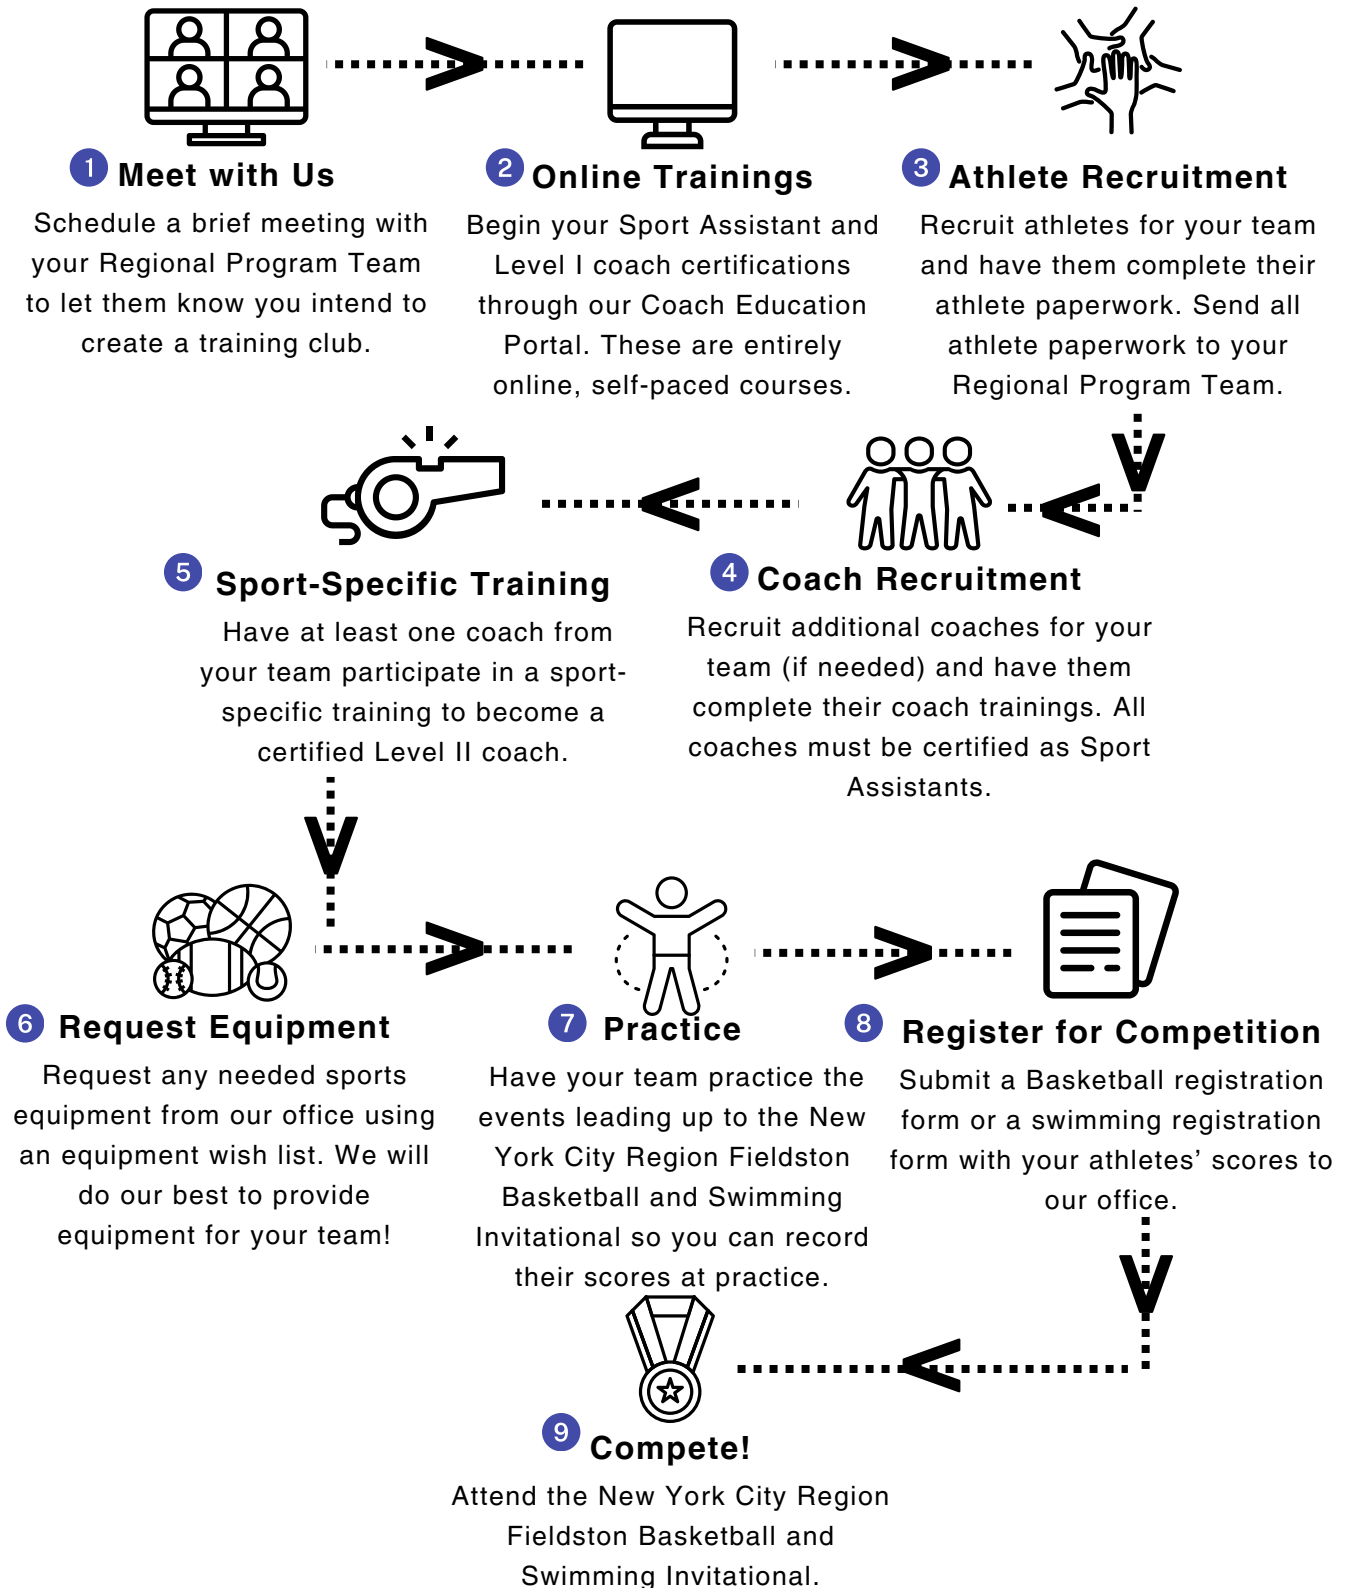 1 Meet with Us
Schedule a brief meeting with
your Regional Program Team
to let them know you intend to
create a training club.
2 Online Trainings
Begin your Sport Assistant and
Level I coach certifications
through our Coach Education
Portal. These are entirely
online, self-paced courses.
3 Athlete Recruitment
Recruit athletes for your team
and have them complete their
athlete paperwork. Send all
athlete paperwork to your
Regional Program Team.
4 Coach Recruitment
Recruit additional coaches for your
team (if needed) and have them
complete their coach trainings. All
coaches must be certified as Sport
Assistants.
5 Sport-Specific Training
Have at least one coach from
your team participate in a sport-
specific training to become a
certified Level II coach.
6 Request Equipment
Request any needed sports
equipment from our office using
an equipment wish list. We will
do our best to provide
equipment for your team!
7 Practice
Have your team practice the
events leading up to the New
York City Region Fieldston
Basketball and Swimming
Invitational so you can record
their scores at practice.
8 Register for Competition
Submit a Basketball registration
form or a swimming registration
form with your athletes’ scores to
our office.
9 Compete!
Attend the New York City Region
Fieldston Basketball and
Swimming Invitational.